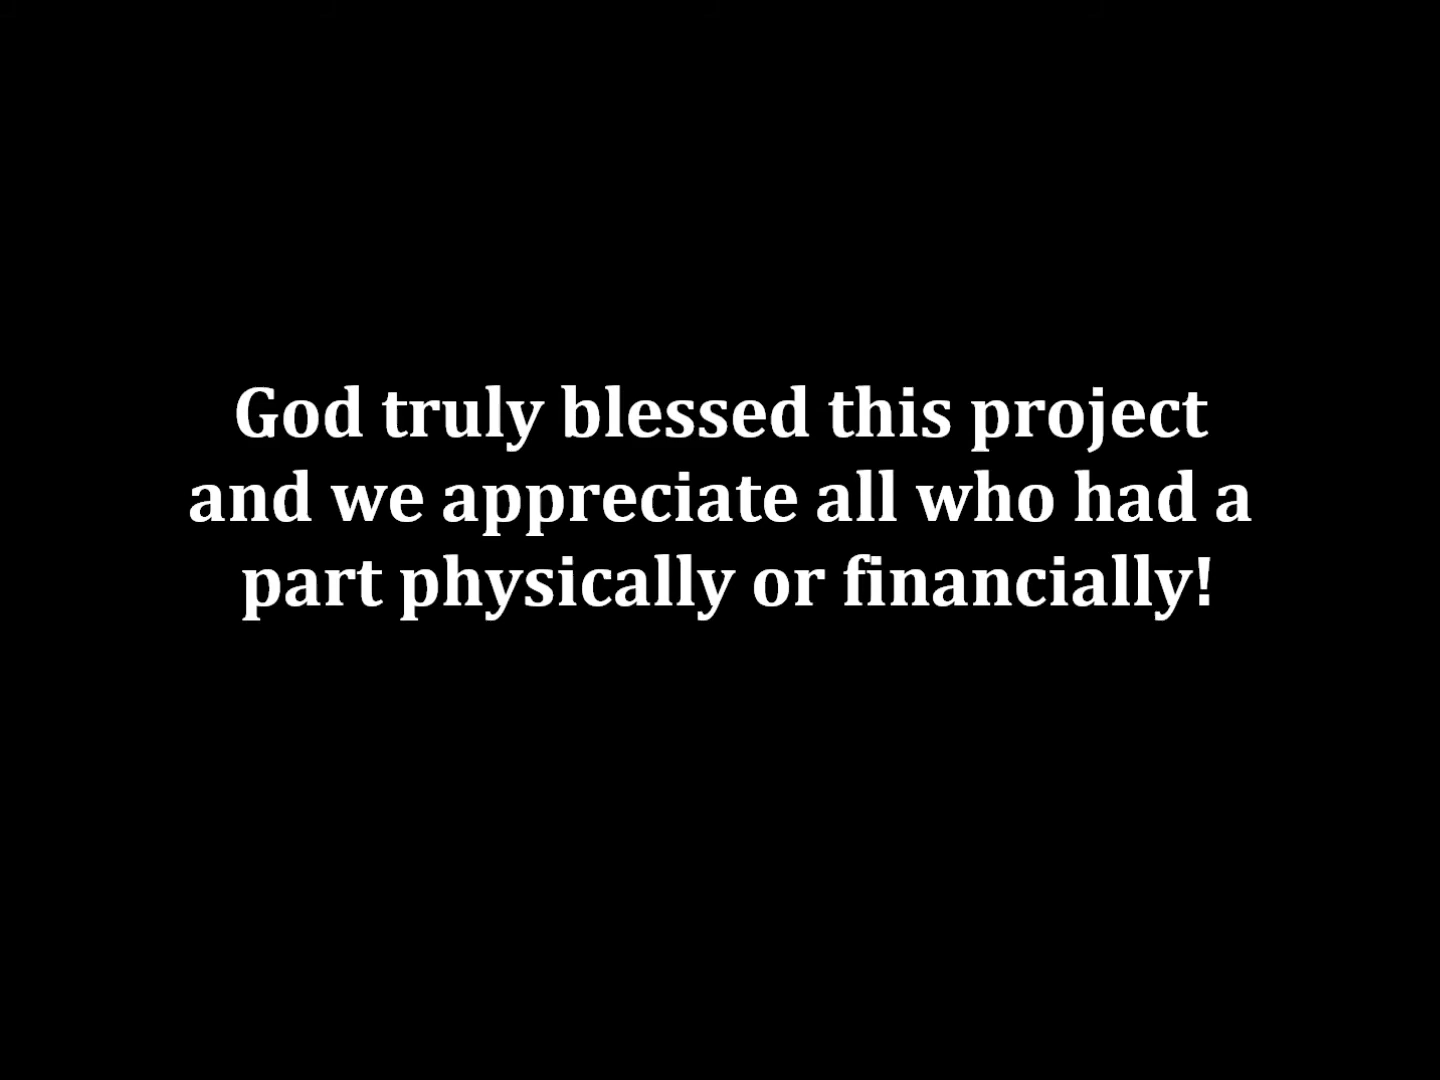 God truly blessed this project
and we appreciate all who had a
part physically or financially!